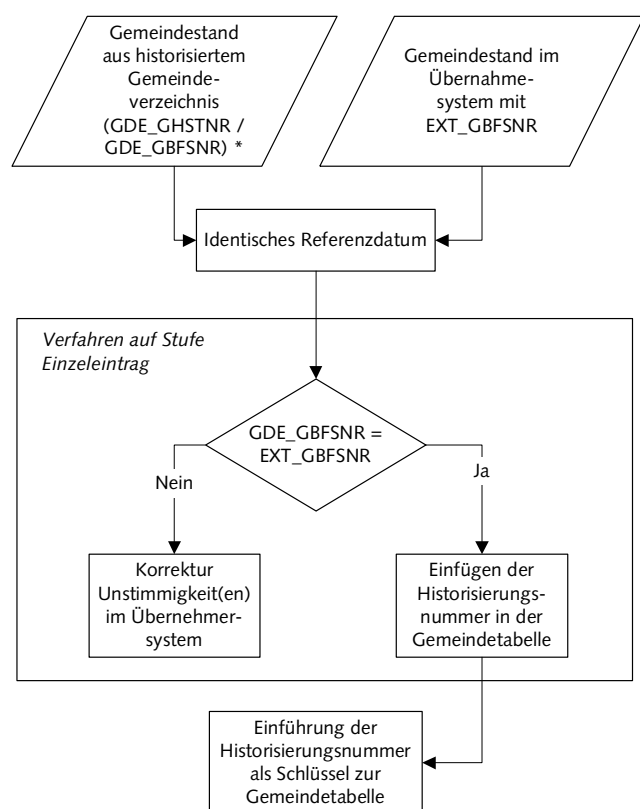 Gemeindestand
aus historisiertem
Gemeinde-
verzeichnis
(GDE_GHSTNR /
GDE_GBFSNR) *
Gemeindestand im
Übernahme-
system mit
EXT_GBFSNR
Identisches Referenzdatum
Verfahren auf Stufe
Einzeleintrag
GDE_GBFSNR =
EXT_GBFSNR
Nein
Ja
Korrektur
Unstimmigkeit(en)
im Übernehmer-
system
Einfügen der
Historisierungs-
nummer in der
Gemeindetabelle
Einführung der
Historisierungsnummer
als Schlüssel zur
Gemeindetabelle